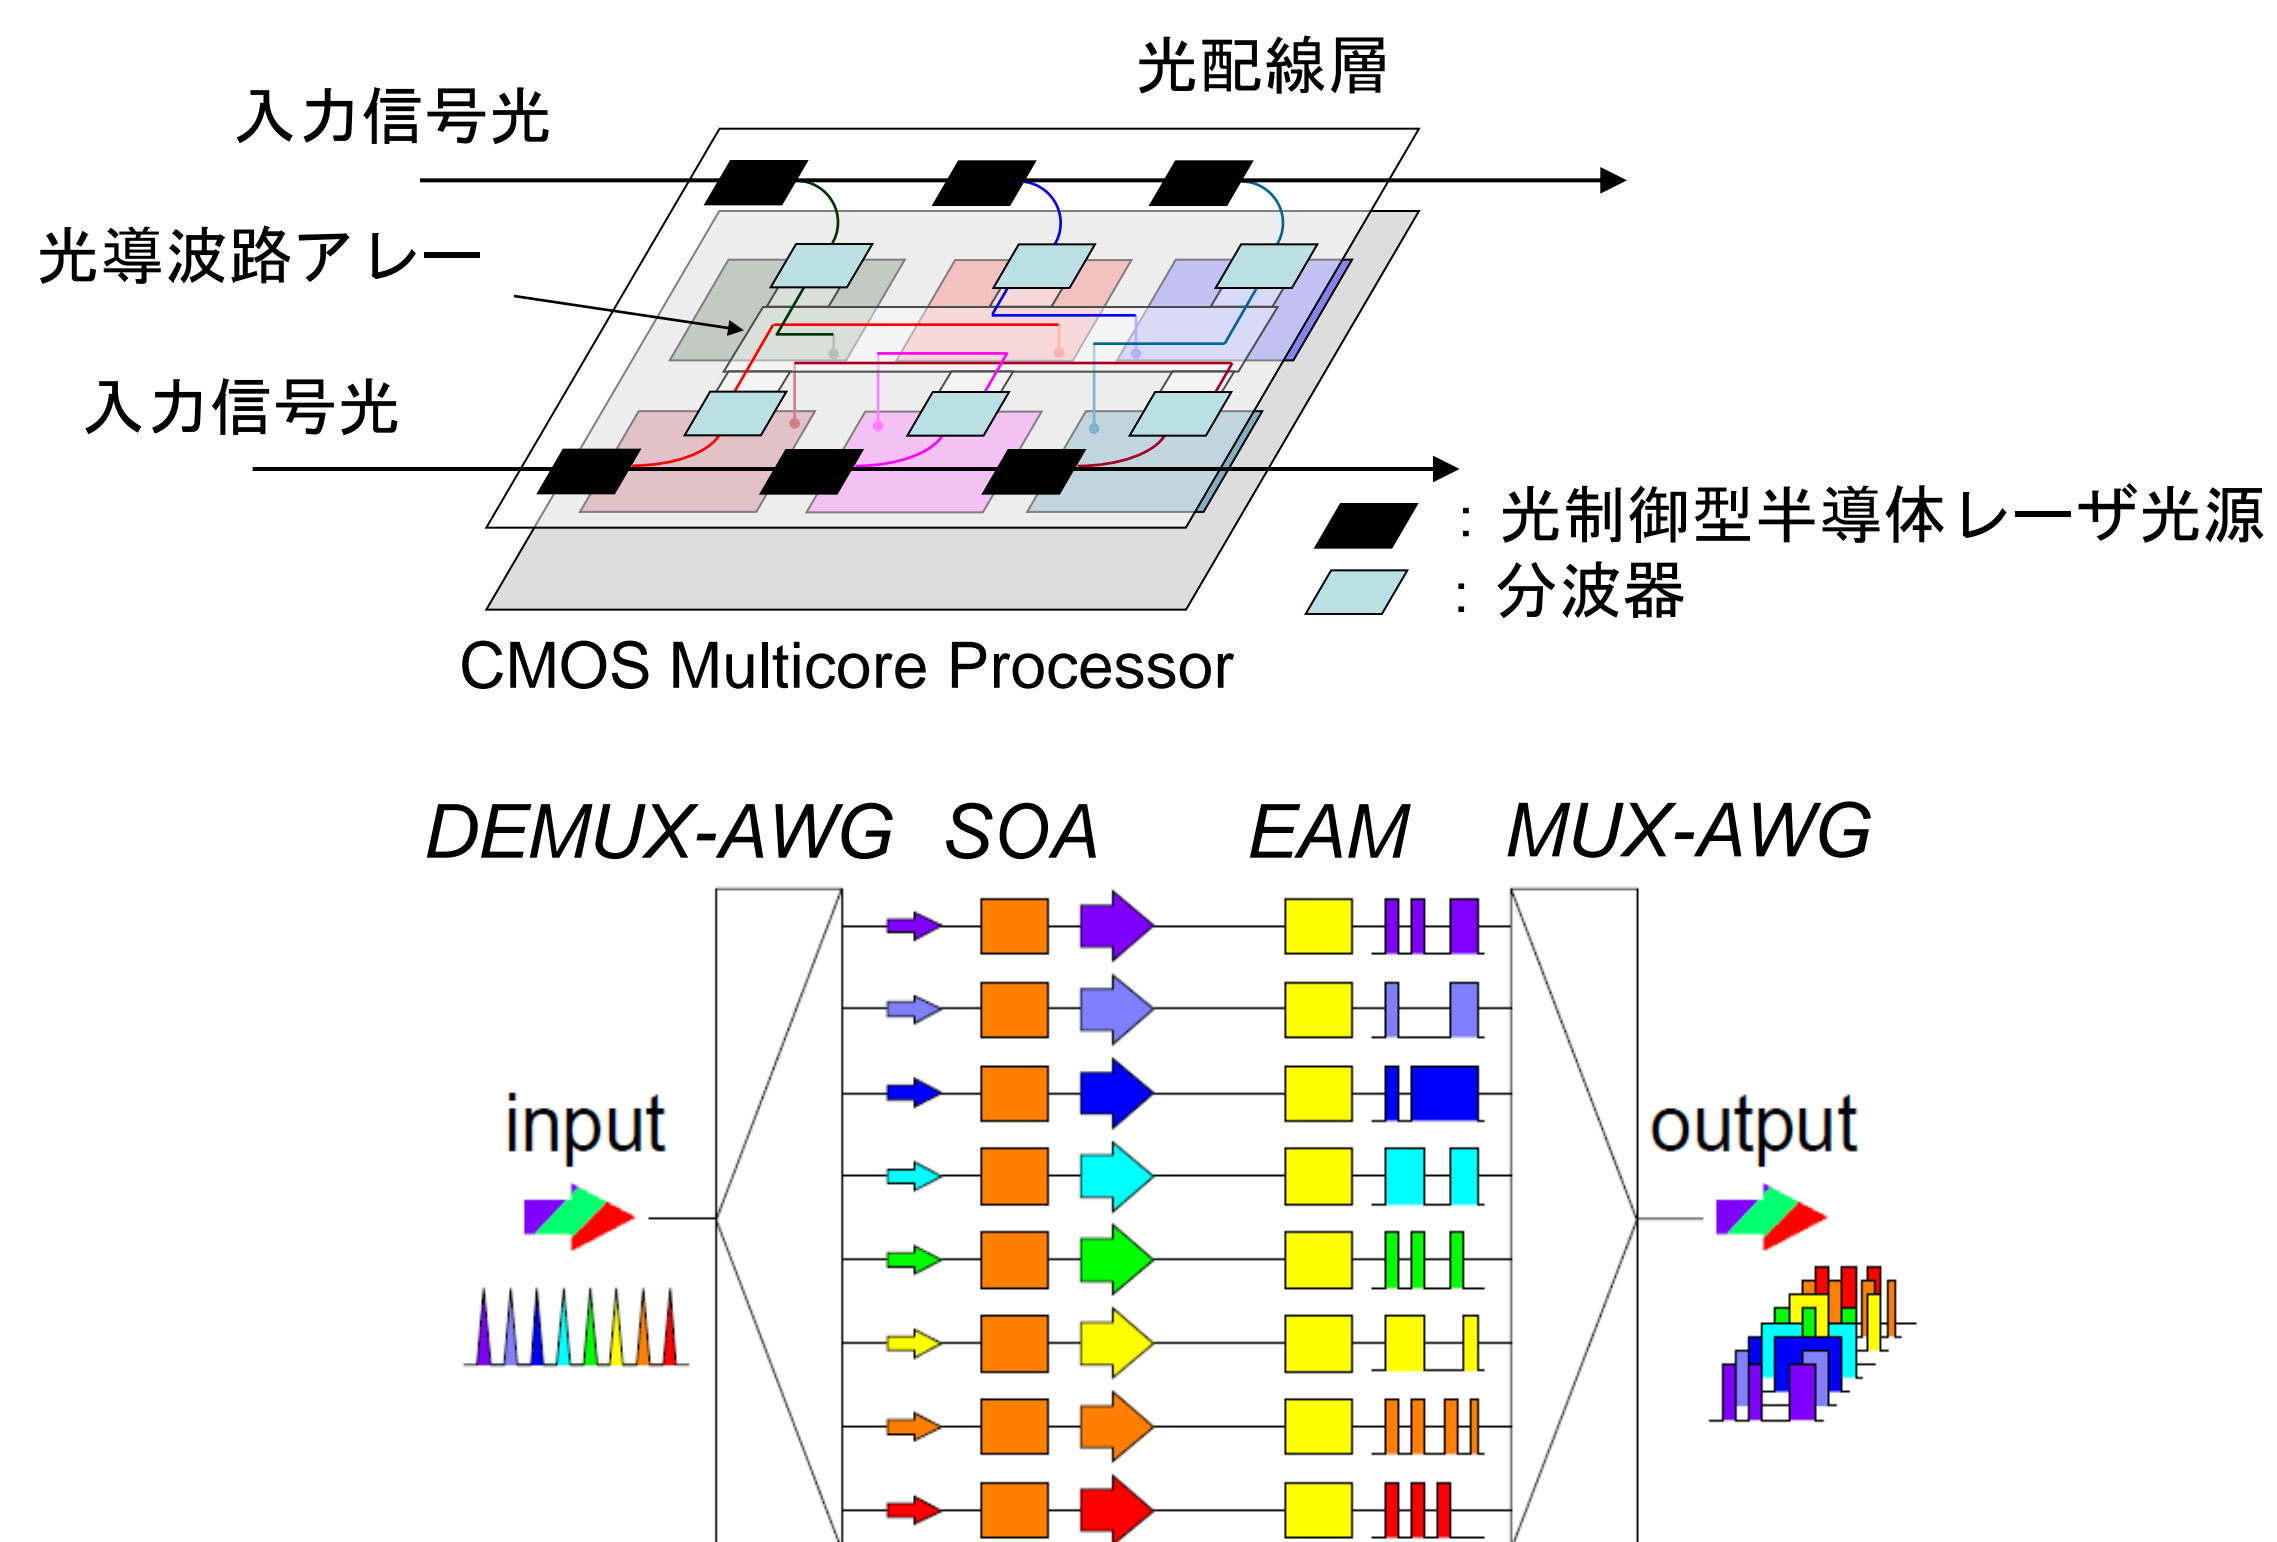 光配線層
入力信号光
光導波路アレー
入力信号光
：光制御型半導体レーザ光源
：分波器
CMOS Multicore Processor
DEMUX-AWG SOA EAM MUX-AWG
input
output